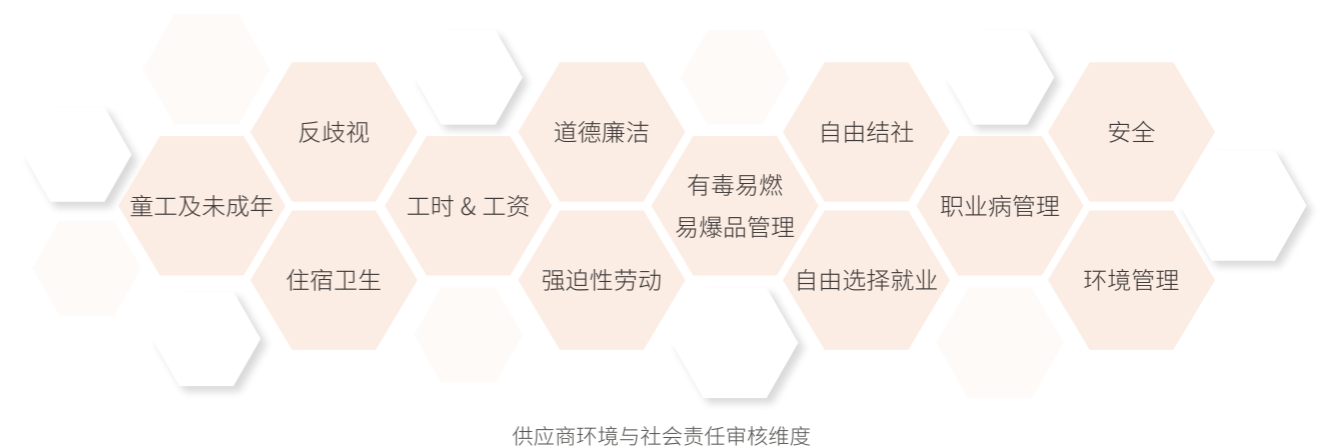 反歧视
道德廉洁
自由结社
安全
童工及未成年
工时 & 工资
有毒易燃
易爆品管理
职业病管理
住宿卫生
强迫性劳动
自由选择就业
环境管理
供应商环境与社会责任审核维度